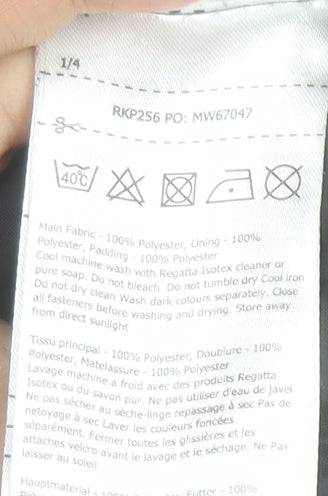 1/4
RKP256 PO: MW67047
40°C
Main Fabric - 100% Polyester, Lining - 100%
Polyester, Padding - 100% Polyester
Cool machine wash with Regatta Isotex cleaner or
pure soap. Do not bleach. Do not tumble dry Cool iron
Do not dry clean Wash dark colours separately. Close
all fasteners before washing and drying. Store away
from direct sunlight
Tissu principal - 100% Polyester, Doublure - 100%
Polyester, Matelassure - 100% Polyester
Lavage machine a froid avec des produits Regatta
Isotex ou du savon pur. Ne pas utiliser d'eau de Javel
Ne pas sécher au sèche-linge repassage à sec Pas de
netoyage à sec Laver les couleurs foncées
séparément. Fermer toutes les glissières et les
attaches velcro avant le lavage et le séchage. Ne Pas
laisser au soleil
Hauptmaterial - 100% Futter - 100%